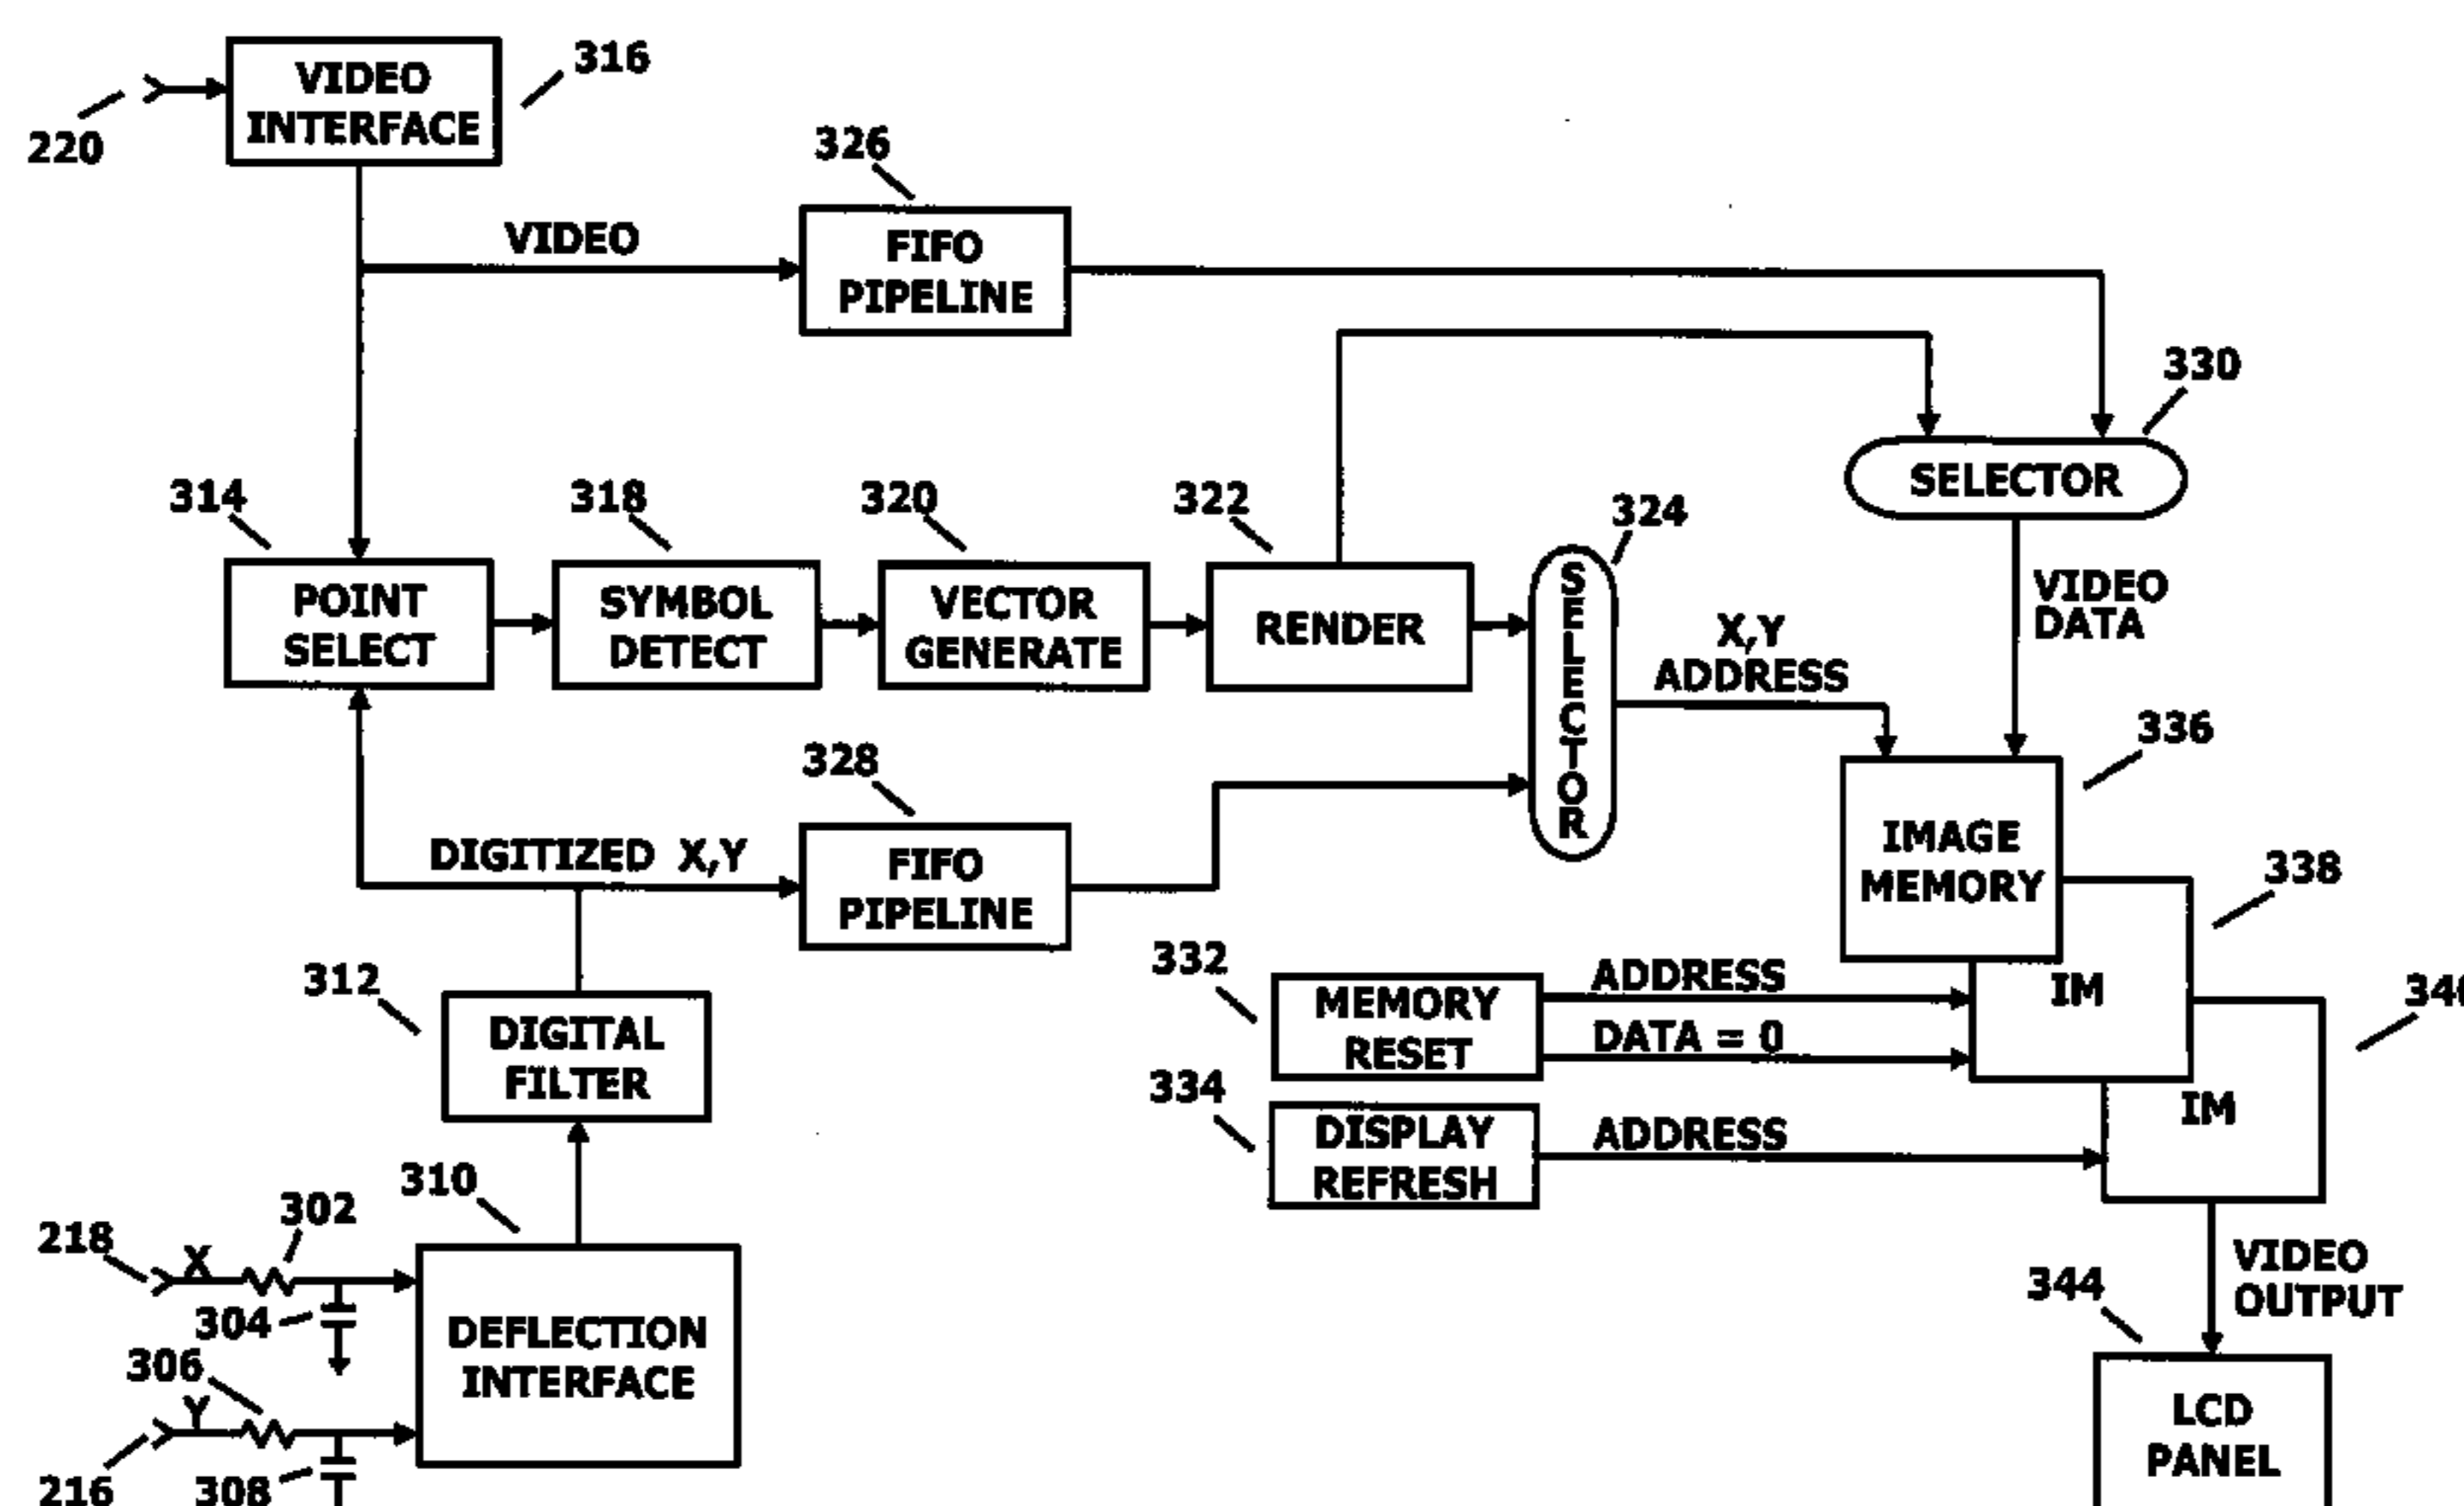 316
VIDEO
INTERFACE
220
326
VIDEO
FIFO
PIPELINE
330
SELECTOR
314
318
320
322
324
POINT
SELECT
SYMBOL
DETECT
VECTOR
GENERATE
RENDER
SELECTOR
X,Y
ADDRESS
VIDEO
DATA
336
328
DIGITIZED X,Y
FIFO
PIPELINE
IMAGE
MEMORY
338
312
DIGITAL
FILTER
332
MEMORY
RESET
ADDRESS
DATA = 0
IM
334
DISPLAY
REFRESH
ADDRESS
IM
310
302
218
X
304
306
Y
216
308
DEFLECTION
INTERFACE
VIDEO
OUTPUT
344
LCD
PANEL